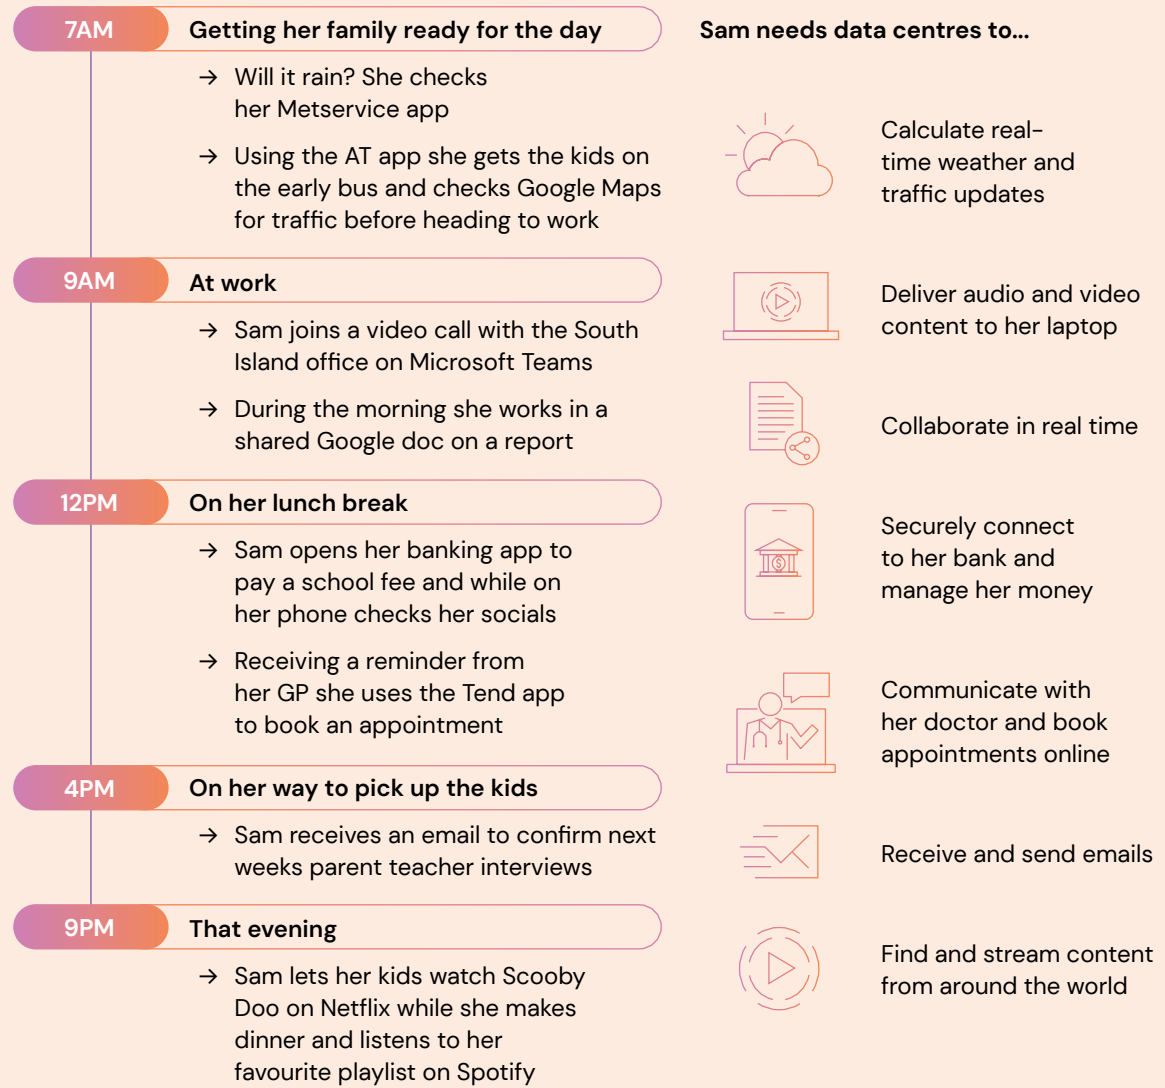 7AM
Getting her family ready for the day
→ Will it rain? She checks
her Metservice app
→ Using the AT app she gets the kids on
the early bus and checks Google Maps
for traffic before heading to work
9AM
At work
→ Sam joins a video call with the South
Island office on Microsoft Teams
→ During the morning she works in a
shared Google doc on a report
12PM
On her lunch break
→ Sam opens her banking app to
pay a school fee and while on
her phone checks her socials
→ Receiving a reminder from
her GP she uses the Tend app
to book an appointment
4PM
On her way to pick up the kids
→ Sam receives an email to confirm next
weeks parent teacher interviews
9PM
That evening
→ Sam lets her kids watch Scooby
Doo on Netflix while she makes
dinner and listens to her
favourite playlist on Spotify
Sam needs data centres to...
Calculate real-
time weather and
traffic updates
Deliver audio and video
content to her laptop
Collaborate in real time
$
Securely connect
to her bank and
manage her money
Communicate with
her doctor and book
appointments online
Receive and send emails
Find and stream content
from around the world